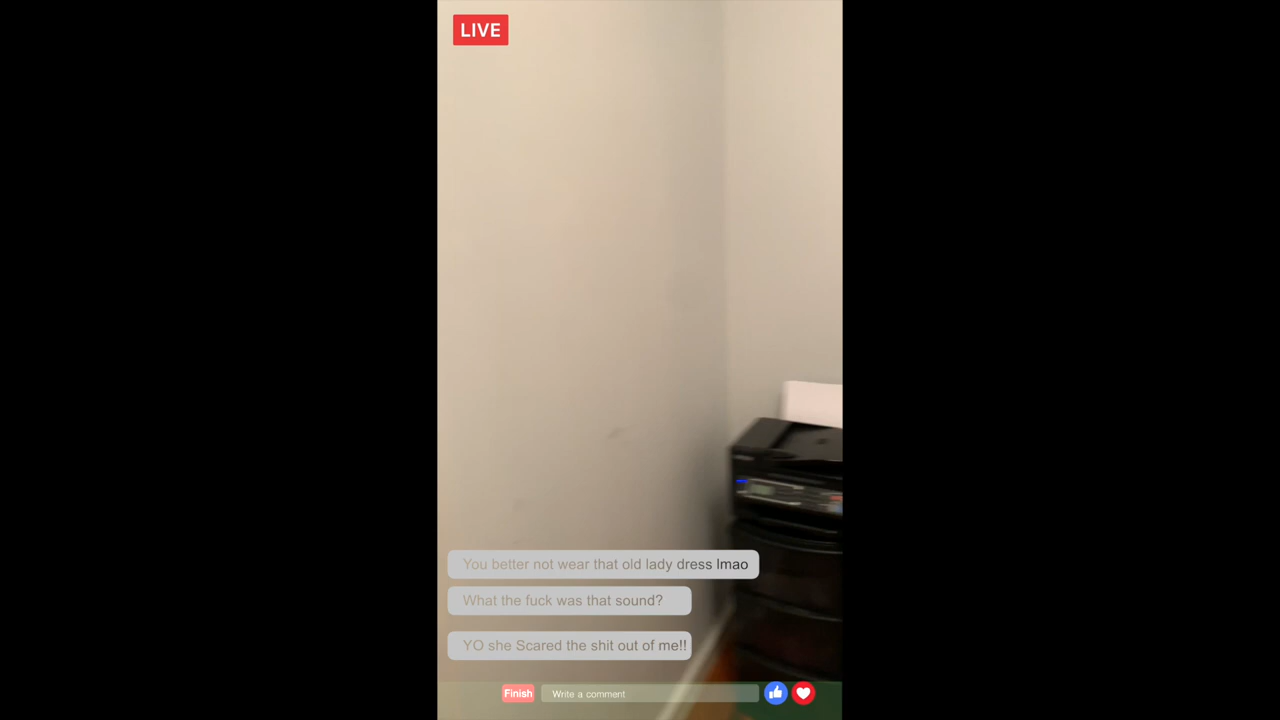 LIVE
You better not wear that old lady dress lmao
What the fuck was that sound?
YO she Scared the shit out of me!!
Finish
Write a comment